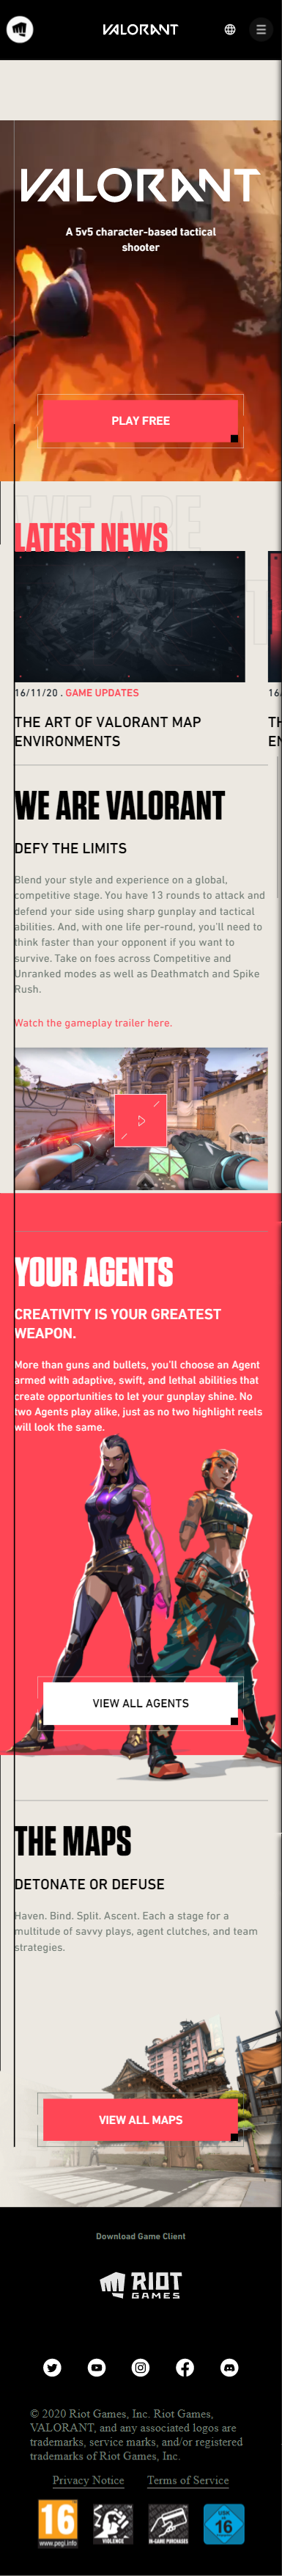 VALORANT
VALORANT
A 5v5 character-based tactical
shooter
PLAY FREE
WE ARE
LATEST NEWS
16/11/20 . GAME UPDATES
THE ART OF VALORANT MAP
ENVIRONMENTS
WE ARE VALORANT
DEFY THE LIMITS
Blend your style and experience on a global,
competitive stage. You have 13 rounds to attack and
defend your side using sharp gunplay and tactical
abilities. And, with one life per-round, you'll need to
think faster than your opponent if you want to
survive. Take on foes across Competitive and
Unranked modes as well as Deathmatch and Spike
Rush.
Watch the gameplay trailer here.
YOUR AGENTS
CREATIVITY IS YOUR GREATEST
WEAPON.
More than guns and bullets, you'll choose an Agent
armed with adaptive, swift, and lethal abilities that
create opportunities to let your gunplay shine. No
two Agents play alike, just as no two highlight reels
will look the same.
VIEW ALL AGENTS
THE MAPS
DETONATE OR DEFUSE
Haven. Bind. Split. Ascent. Each a stage for a
multitude of savvy plays, agent clutches, and team
strategies.
VIEW ALL MAPS
Download Game Client
RIOT
GAMES
© 2020 Riot Games, Inc. Riot Games,
VALORANT, and any associated logos are
trademarks, service marks, and/or registered
trademarks of Riot Games, Inc.
Privacy Notice Terms of Service
16
www.pegi.info
VIOLENCE
IN-GAME PURCHASES
16